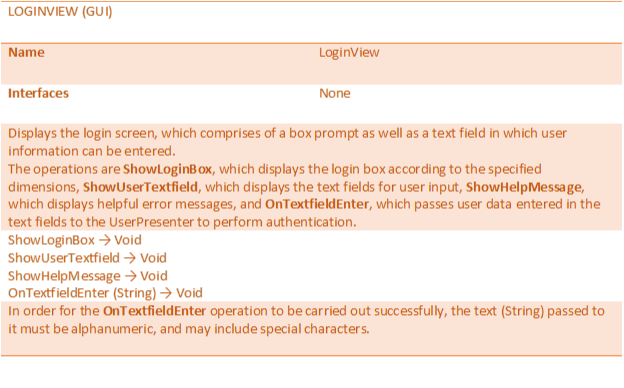 LOGINVIEW (GUI)
Name LoginView
Interfaces None
Displays the login screen, which comprises of a box prompt as well as a text field in which user
information can be entered.
The operations are ShowLoginBox, which displays the login box according to the specified
dimensions, ShowUserTextfield, which displays the text fields for user input, ShowHelpMessage,
which displays helpful error messages, and OnTextfieldEnter, which passes user data entered in the
text fields to the UserPresenter to perform authentication.
ShowLoginBox → Void
ShowUserTextfield → Void
ShowHelpMessage → Void
OnTextfieldEnter (String) → Void
In order for the OnTextfieldEnter operation to be carried out successfully, the text (String) passed to
it must be alphanumeric, and may include special characters.